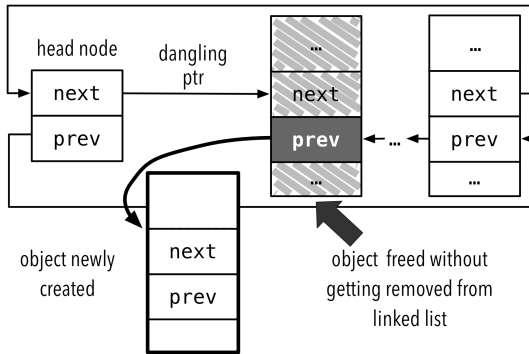 head node
next
prev
dangling
ptr
...
next
prev
...
...
...
next
prev
...
object newly
created
next
prev
object freed without
getting removed from
linked list